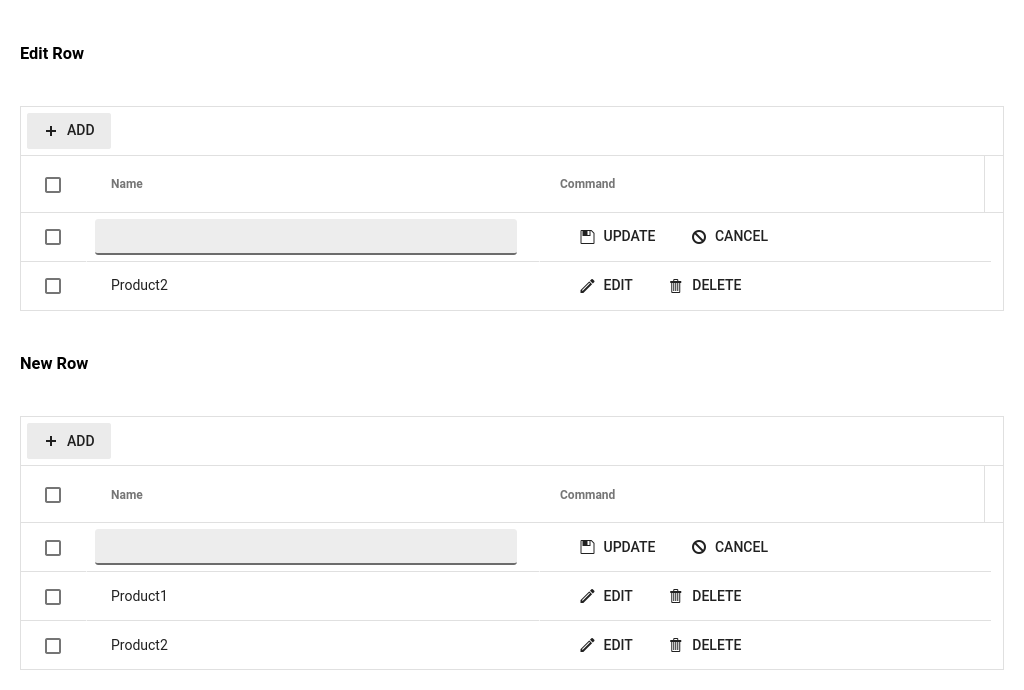 Edit Row
ADD
Name Command
UPDATE CANCEL
Product2 EDIT DELETE
New Row
ADD
Name Command
UPDATE CANCEL
Product1 EDIT DELETE
Product2 EDIT DELETE